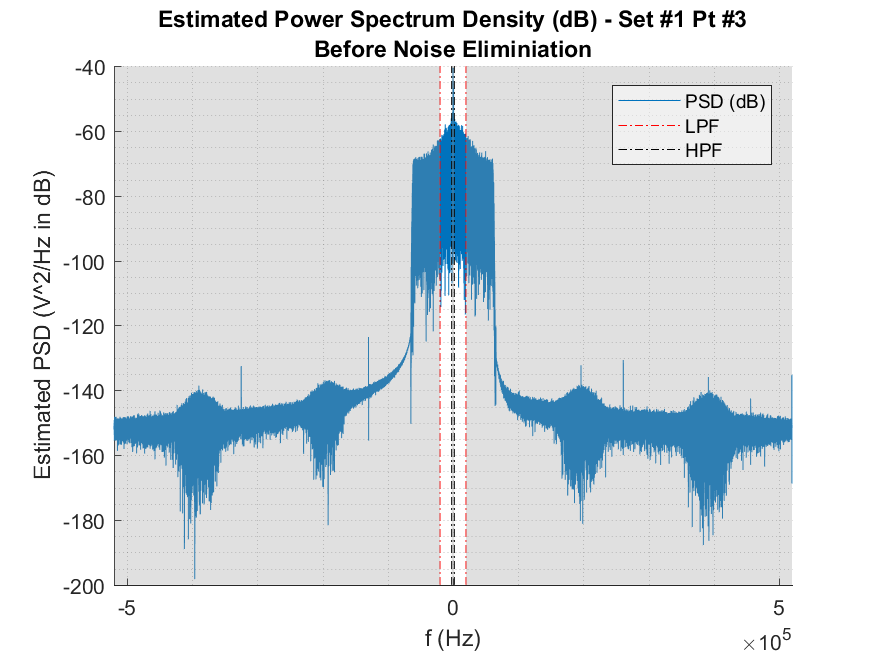 Estimated Power Spectrum Density (dB) - Set #1 Pt #3
Before Noise Eliminiation
-40
-60
-80
-100
-120
-140
-160
-180
-200
Estimated PSD (V^2/Hz in dB)
PSD (dB)
LPF
HPF
-5
0
5
f (Hz)
×10^5